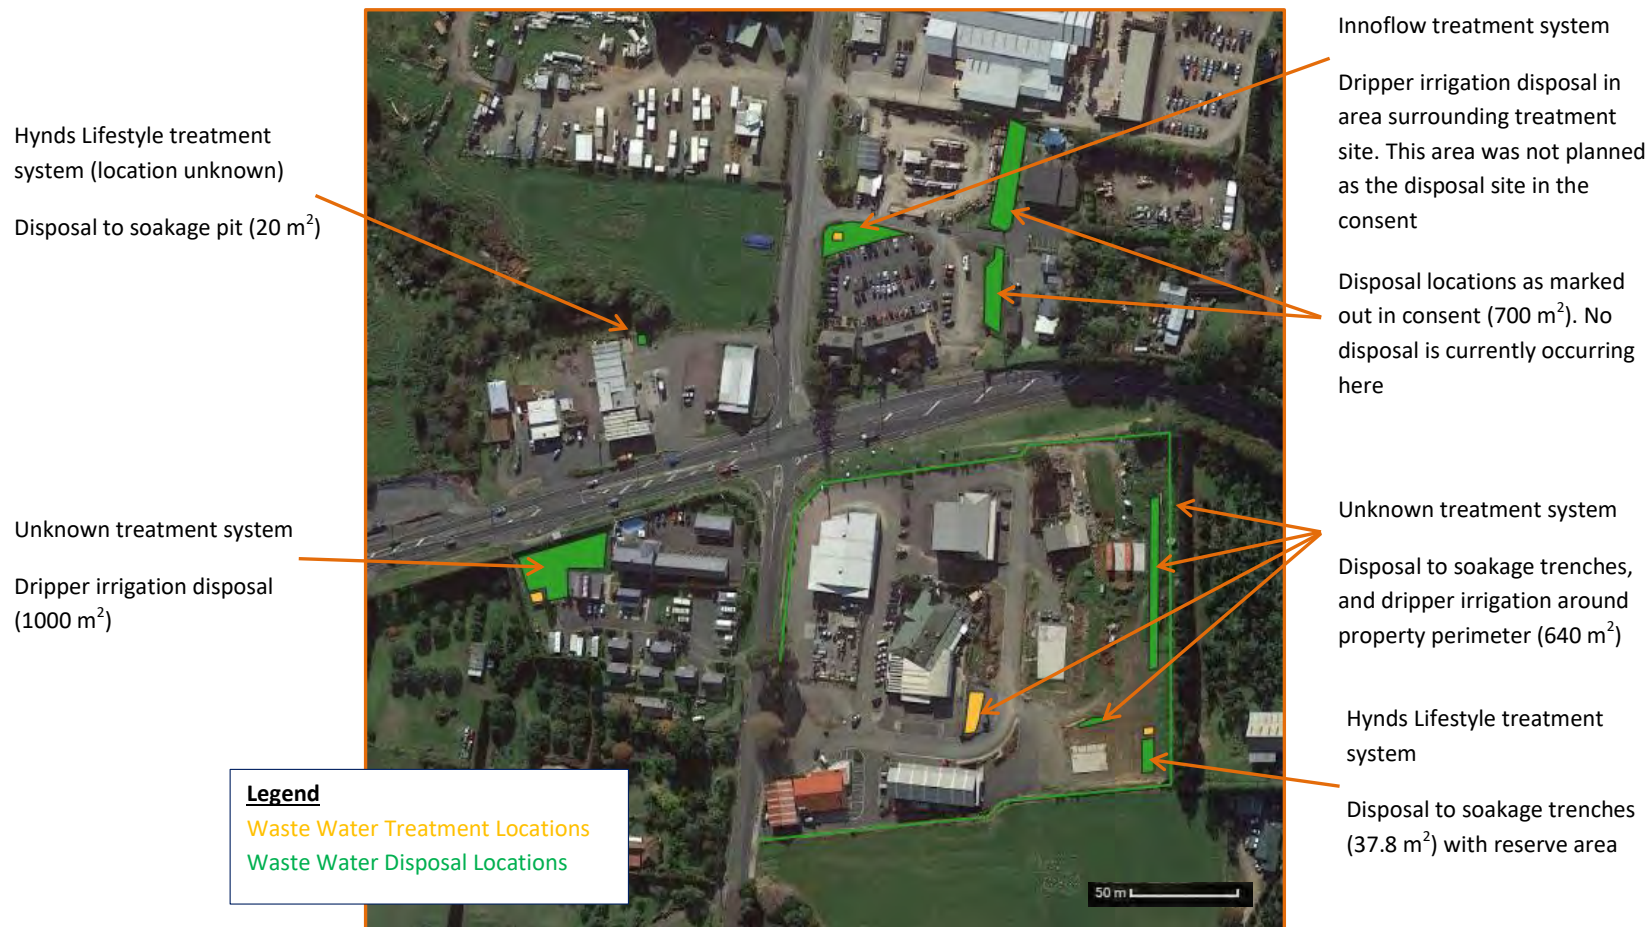 Hynds Lifestyle treatment
system (location unknown)
Disposal to soakage pit (20 m²)
Unknown treatment system
Dripper irrigation disposal
(1000 m²)
Innoflow treatment system
Dripper irrigation disposal in
area surrounding treatment
site. This area was not planned
as the disposal site in the
consent
Disposal locations as marked
out in consent (700 m²). No
disposal is currently occurring
here
Unknown treatment system
Disposal to soakage trenches,
and dripper irrigation around
property perimeter (640 m²)
Hynds Lifestyle treatment
system
Disposal to soakage trenches
(37.8 m²) with reserve area
Legend
Waste Water Treatment Locations
Waste Water Disposal Locations
50 m